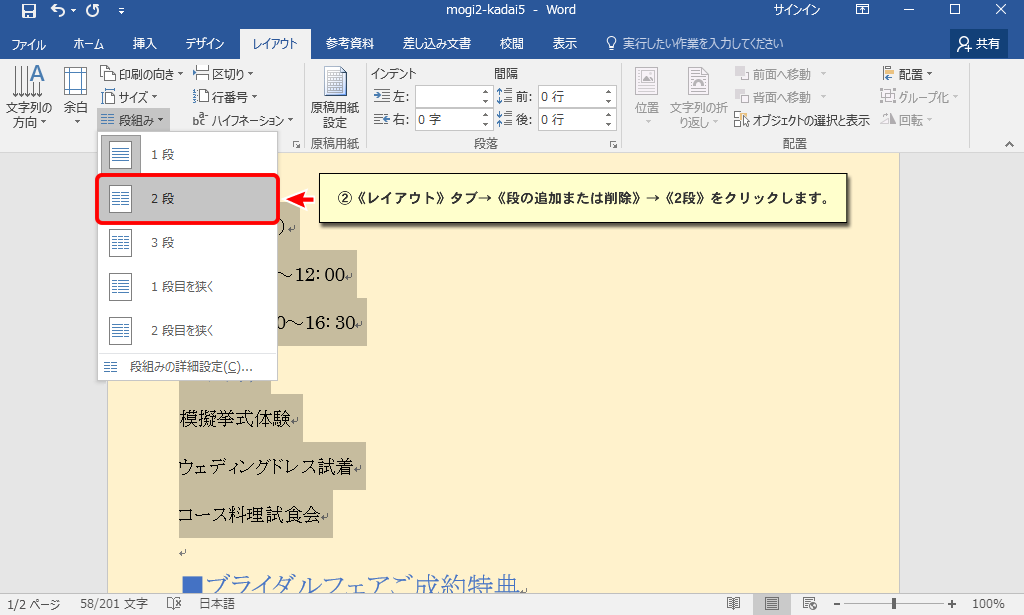 mogi2-kadai5 - Word
サインイン
ファイル ホーム 挿入 デザイン レイアウト 参考資料 差し込み文書 校閲 表示 実行したい作業を入力してください 共有
文字列の方向
余白
印刷の向き
サイズ
段組み
区切り
行番号
ハイフネーション
原稿用紙設定
原稿用紙
インデント
左:
右: 0 字
間隔
前: 0 行
後: 0 行
段落
位置
文字列の折り返し
前面へ移動
背面へ移動
オブジェクトの選択と表示
配置
グループ化
回転
配置
1 段
2 段
3 段
1 段目を狭く
2 段目を狭く
段組みの詳細設定(C)...
②《レイアウト》タブ→《段の追加または削除》→《2段》をクリックします。
)
～12:00
0～16:30
模擬挙式体験
ウェディングドレス試着
コース料理試食会
■ブライダルフェアご成約特典
1/2 ページ 58/201 文字 日本語 100%